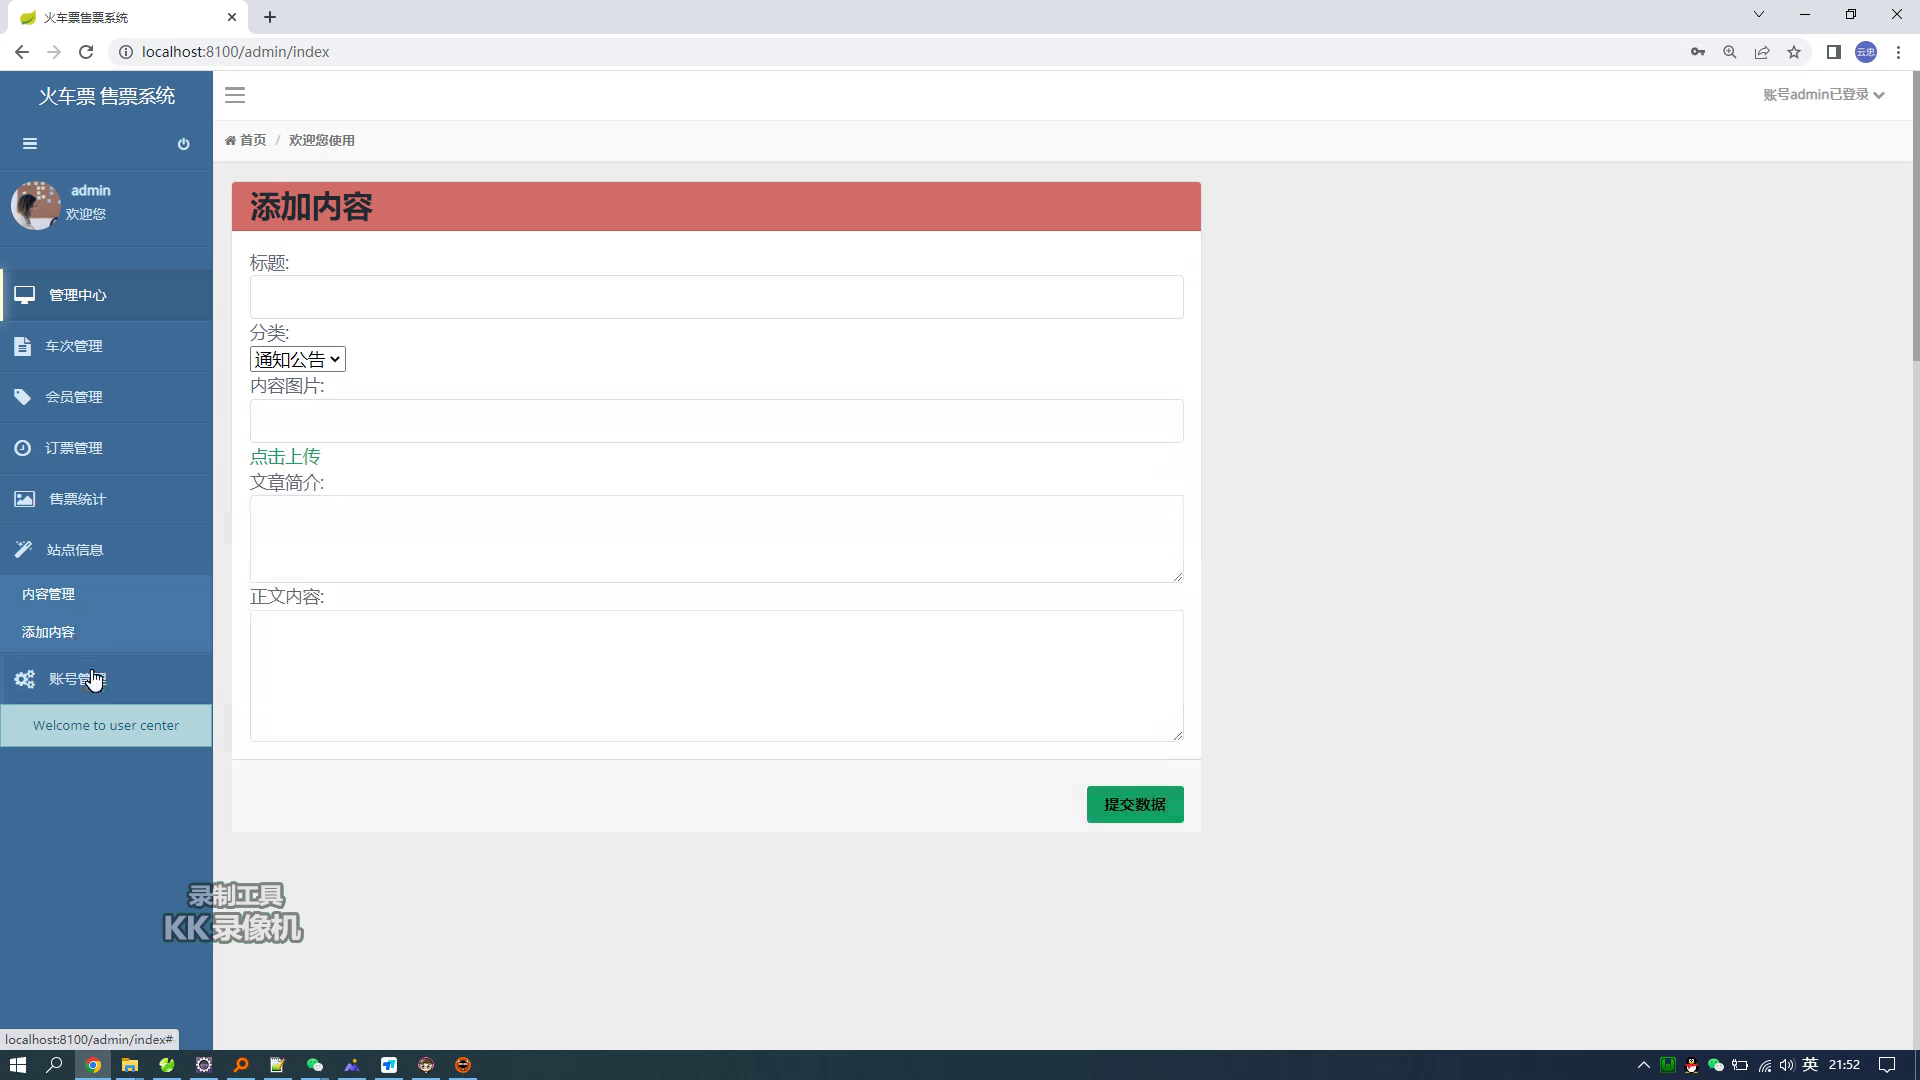 火车票售票系统
localhost:8100/admin/index
云忠
火车票 售票系统
账号admin已登录
首页 / 欢迎您使用
admin
欢迎您
添加内容
标题:
管理中心
分类:
通知公告
车次管理
内容图片:
会员管理
订票管理
点击上传
文章简介:
售票统计
站点信息
内容管理
正文内容:
添加内容
账号管理
Welcome to user center
提交数据
录制工具
KK录像机
localhost:8100/admin/index#
英 21:52